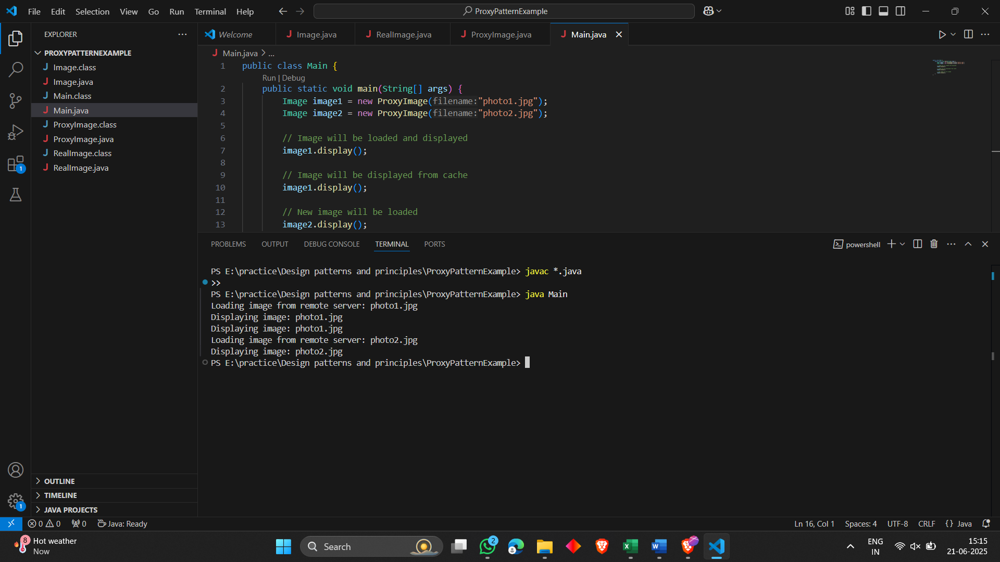 File Edit Selection View Go Run Terminal Help
ProxyPatternExample
EXPLORER
PROXYPATTERNEXAMPLE
Image.class
Image.java
Main.class
Main.java
ProxyImage.class
ProxyImage.java
RealImage.class
RealImage.java
OUTLINE
TIMELINE
JAVA PROJECTS
1
1
Welcome Image.java RealImage.java ProxyImage.java Main.java
Main.java > ...
1 public class Main {
Run | Debug
2 public static void main(String[] args) {
3 Image image1 = new ProxyImage(filename:"photo1.jpg");
4 Image image2 = new ProxyImage(filename:"photo2.jpg");
5
6 // Image will be loaded and displayed
7 image1.display();
8
9 // Image will be displayed from cache
10 image1.display();
11
12 // New image will be loaded
13 image2.display();
PROBLEMS OUTPUT DEBUG CONSOLE TERMINAL PORTS
powershell
PS E:\practice\Design patterns and principles\ProxyPatternExample> javac *.java
>>
PS E:\practice\Design patterns and principles\ProxyPatternExample> java Main
Loading image from remote server: photo1.jpg
Displaying image: photo1.jpg
Displaying image: photo1.jpg
Loading image from remote server: photo2.jpg
Displaying image: photo2.jpg
PS E:\practice\Design patterns and principles\ProxyPatternExample>
0 0 0 Java: Ready
Ln 16, Col 1 Spaces: 4 UTF-8 CRLF {} Java
8
Hot weather
Now
Search
2
ENG
IN
15:15
21-06-2025